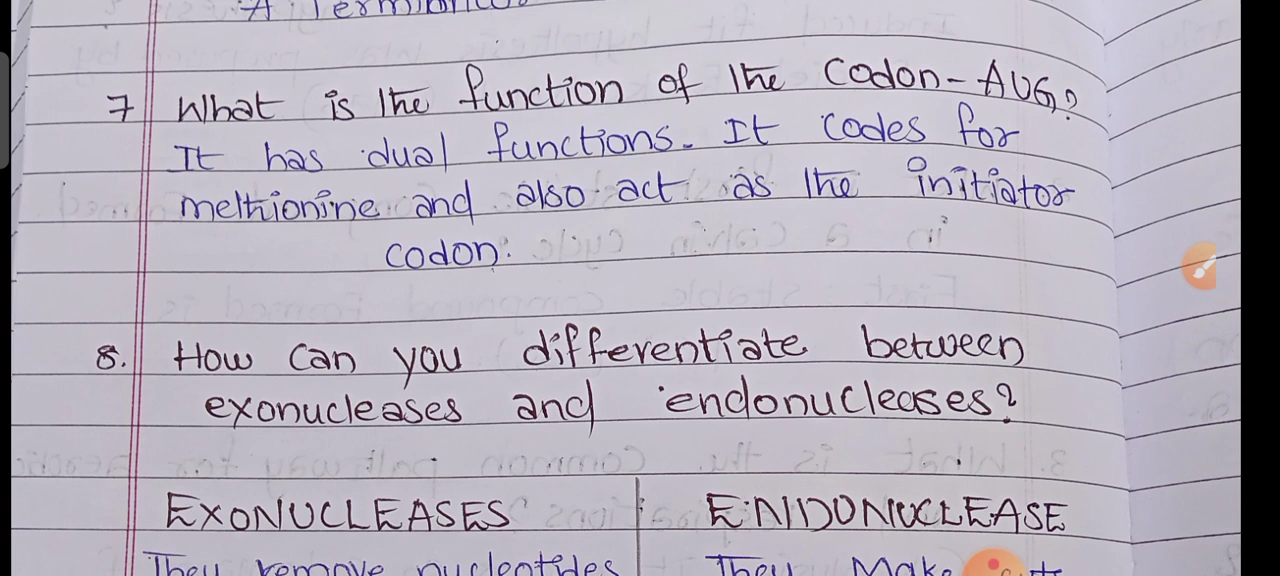 A Termin
7 What is the function of the Codon-AUG?
It has dual functions. It codes for
methionine and also act as the initiator
codon.
8. How can you differentiate between
exonucleases and endonucleases?
EXONUCLEASES ENDONUCLEASE
They remove nucleotides They Make